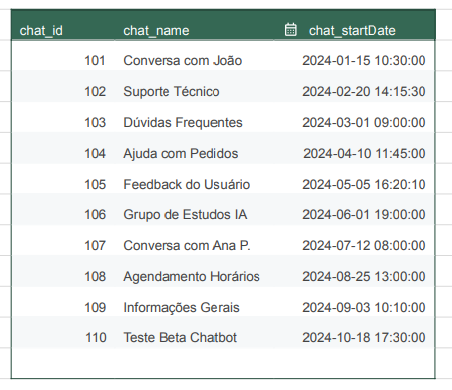 chat_id chat_name chat_startDate
101 Conversa com João 2024-01-15 10:30:00
102 Suporte Técnico 2024-02-20 14:15:30
103 Dúvidas Frequentes 2024-03-01 09:00:00
104 Ajuda com Pedidos 2024-04-10 11:45:00
105 Feedback do Usuário 2024-05-05 16:20:10
106 Grupo de Estudos IA 2024-06-01 19:00:00
107 Conversa com Ana P. 2024-07-12 08:00:00
108 Agendamento Horários 2024-08-25 13:00:00
109 Informações Gerais 2024-09-03 10:10:00
110 Teste Beta Chatbot 2024-10-18 17:30:00